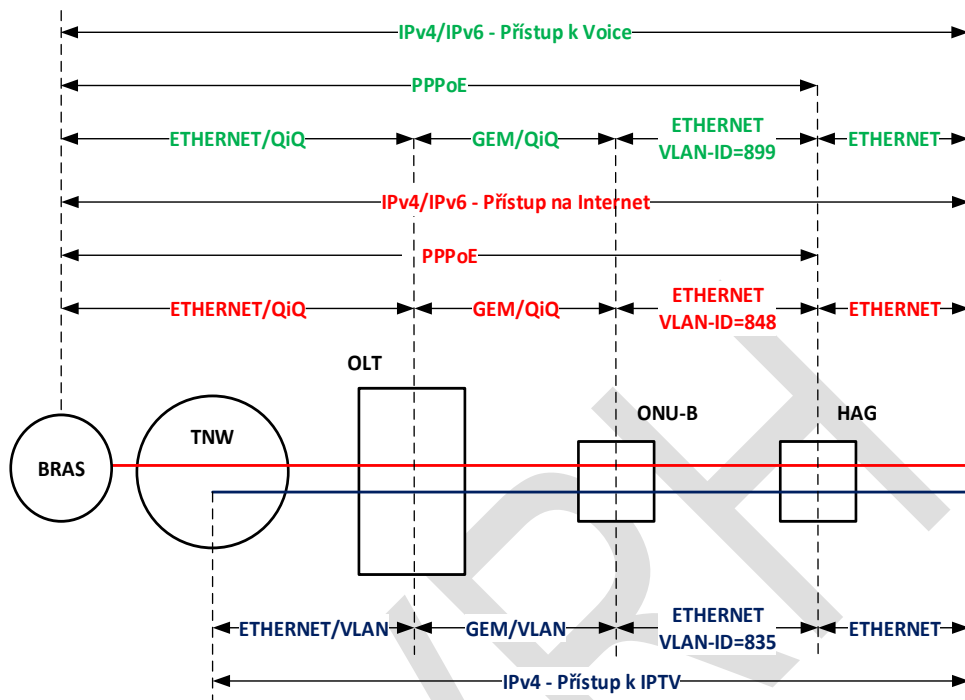 IPv4/IPv6 - Přístup k Voice
PPPoE
ETHERNET/QiQ
GEM/QiQ
ETHERNET
VLAN-ID=899
ETHERNET
IPv4/IPv6 - Přístup na Internet
PPPoE
ETHERNET/QiQ
GEM/QiQ
ETHERNET
VLAN-ID=848
ETHERNET
OLT
ONU-B
HAG
TNW
BRAS
ETHERNET/VLAN
GEM/VLAN
ETHERNET
VLAN-ID=835
ETHERNET
IPv4 - Přístup k IPTV